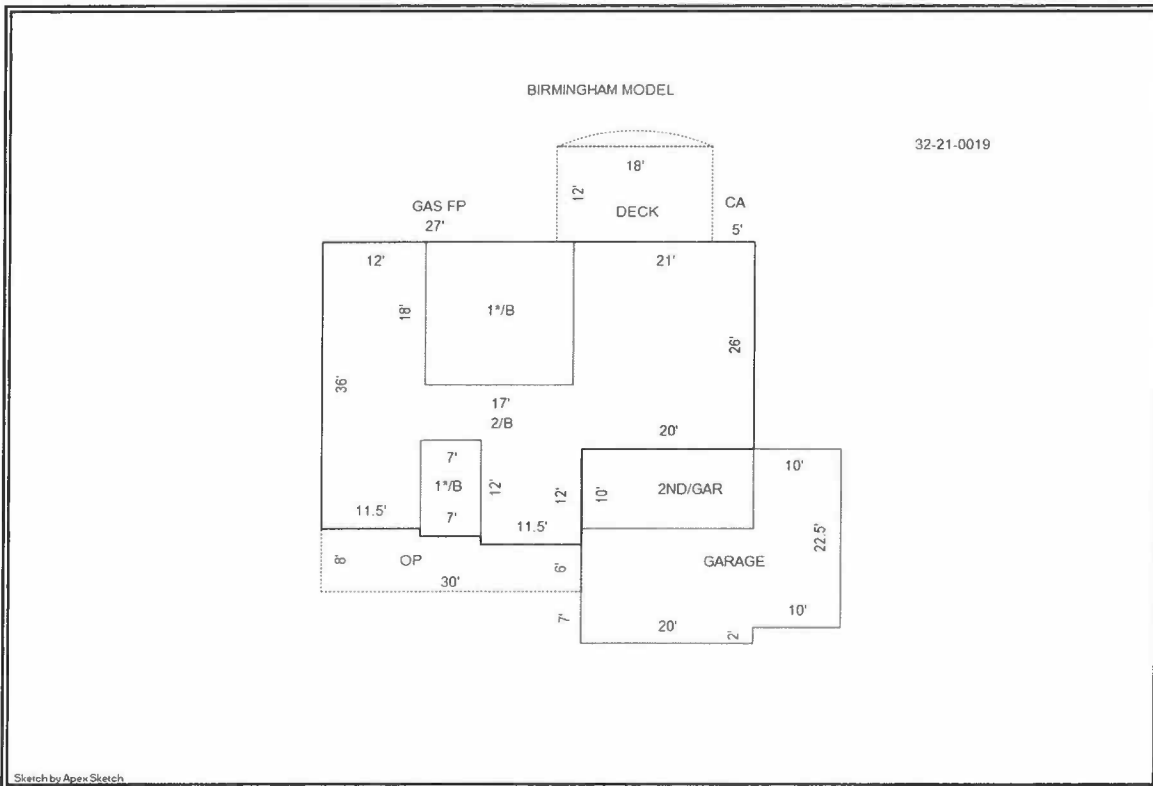 BIRMINGHAM MODEL
32-21-0019
18'
12'
GAS FP
DECK
CA
27'
5'
12'
21'
18'
1*/B
26'
36'
17'
2/B
20'
7'
10'
1*/B
12'
12'
10'
2ND/GAR
11.5'
7'
11.5'
22.5'
8'
OP
6'
GARAGE
30'
7'
20'
2'
10'
Sketch by Apex Sketch